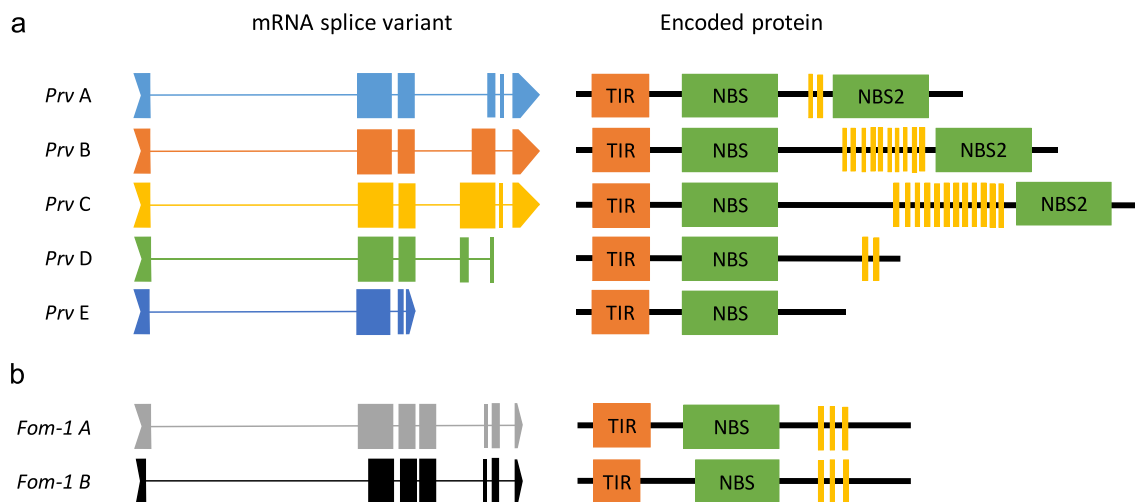 a
mRNA splice variant
Encoded protein
Prv A
TIR NBS NBS2
Prv B
TIR NBS NBS2
Prv C
TIR NBS NBS2
Prv D
TIR NBS
Prv E
TIR NBS
b
Fom-1 A
TIR NBS
Fom-1 B
TIR NBS